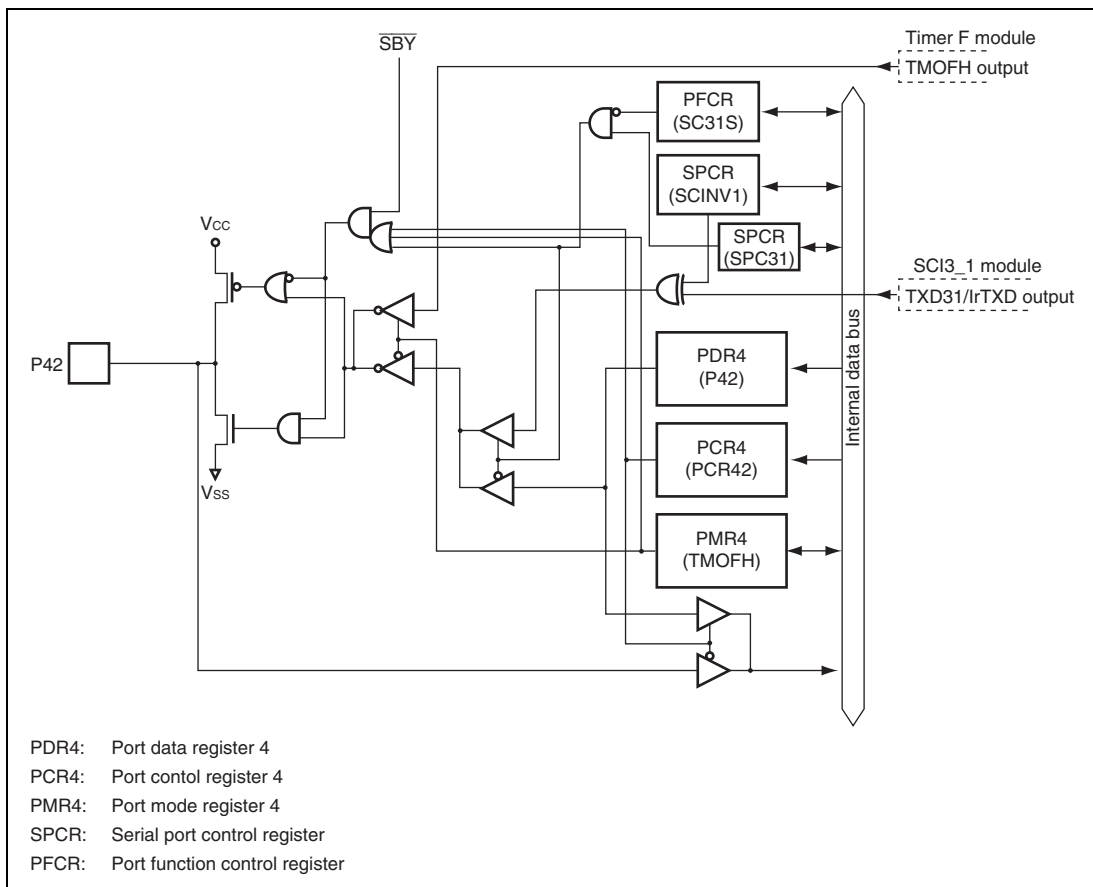 SBY
Timer F module
TMOFH output
PFCR
(SC31S)
SPCR
(SCINV1)
SPCR
(SPC31)
SCI3_1 module
TXD31/IrTXD output
VCC
P42
VSS
PDR4
(P42)
PCR4
(PCR42)
PMR4
(TMOFH)
Internal data bus
PDR4: Port data register 4
PCR4: Port contol register 4
PMR4: Port mode register 4
SPCR: Serial port control register
PFCR: Port function control register